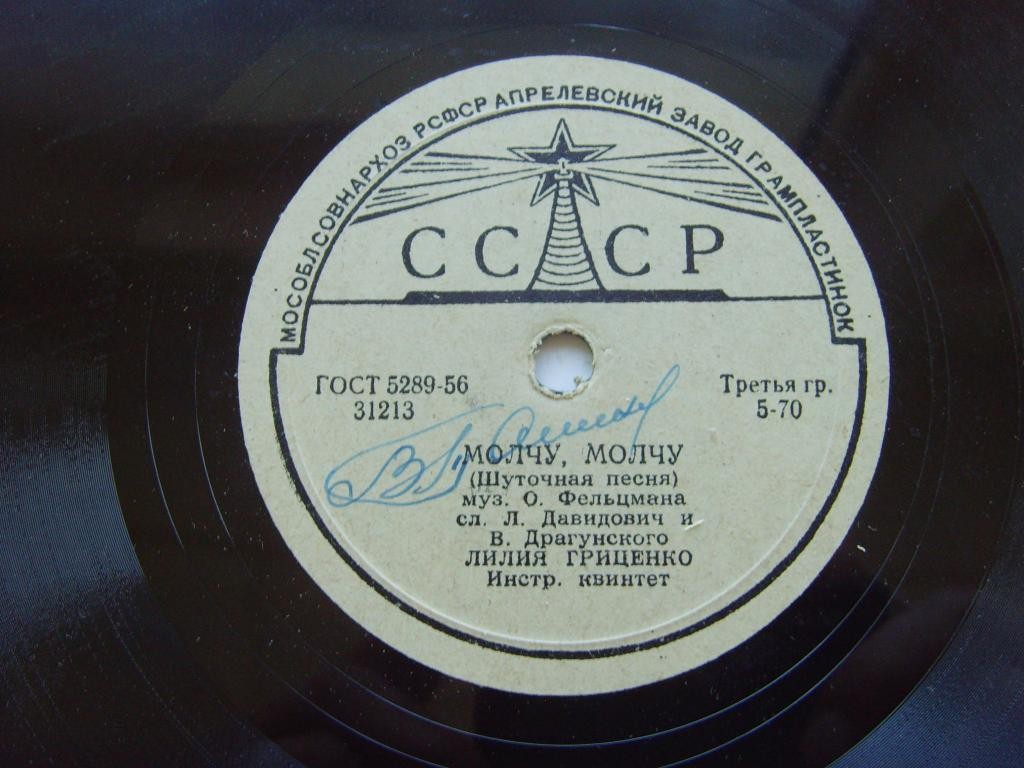 МОСОБЛСОВНАРХОЗ РСФСР АПРЕЛЕВСКИЙ ЗАВОД ГРАМПЛАСТИНОК
СССР
ГОСТ 5289-56
31213
Третья гр.
5-70
МОЛЧУ, МОЛЧУ
(Шуточная песня)
муз. О. Фельцмана
сл. Л. Давидович и
В. Драгунского
ЛИЛИЯ ГРИЦЕНКО
Инстр. квинтет